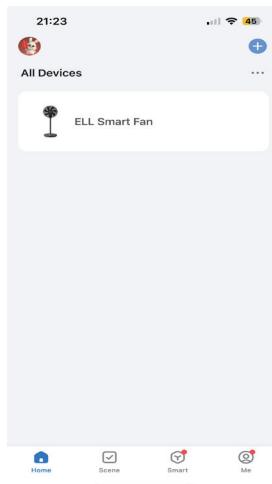 21:23
45
All Devices
ELL Smart Fan
Home
Scene
Smart
Me